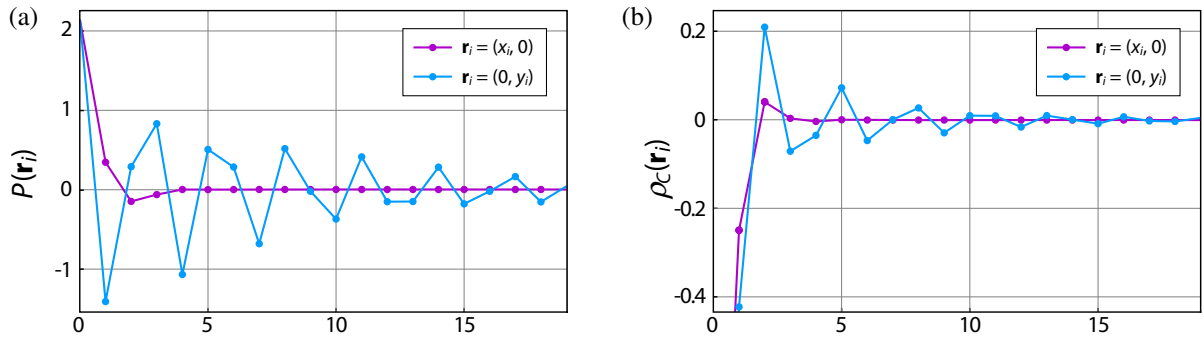 (a)
2
1
0
-1
P(rᵢ)
rᵢ = (xᵢ, 0)
rᵢ = (0, yᵢ)
0 5 10 15
(b)
0.2
0
-0.2
-0.4
ρC(rᵢ)
rᵢ = (xᵢ, 0)
rᵢ = (0, yᵢ)
0 5 10 15